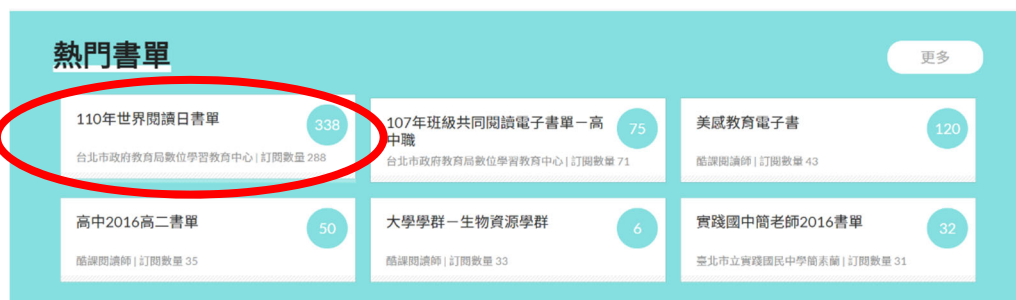 熱門書單
更多
110年世界閱讀日書單
338
台北市政府教育局數位學習教育中心 | 訂閱數量 288
107年班級共同閱讀電子書單－高
中職
75
台北市政府教育局數位學習教育中心 | 訂閱數量 71
美感教育電子書
120
酷課閱讀師 | 訂閱數量 43
高中2016高二書單
50
酷課閱讀師 | 訂閱數量 35
大學學群－生物資源學群
6
酷課閱讀師 | 訂閱數量 33
實踐國中簡老師2016書單
32
臺北市立實踐國民中學簡素蘭 | 訂閱數量 31